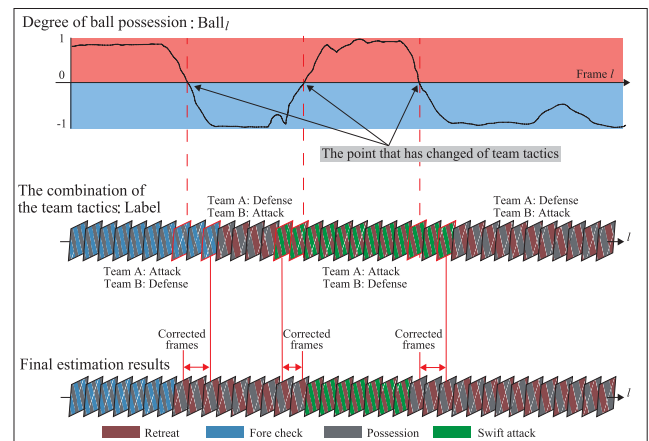 Degree of ball possession : Ball l
1
0
-1
Frame l
The point that has changed of team tactics
The combination of
the team tactics: Label
Team A: Defense
Team B: Attack
Team A: Defense
Team B: Attack
l
Team A: Attack
Team B: Defense
Team A: Attack
Team B: Defense
Corrected
frames
Corrected
frames
Corrected
frames
Final estimation results
l
Retreat
Fore check
Possession
Swift attack